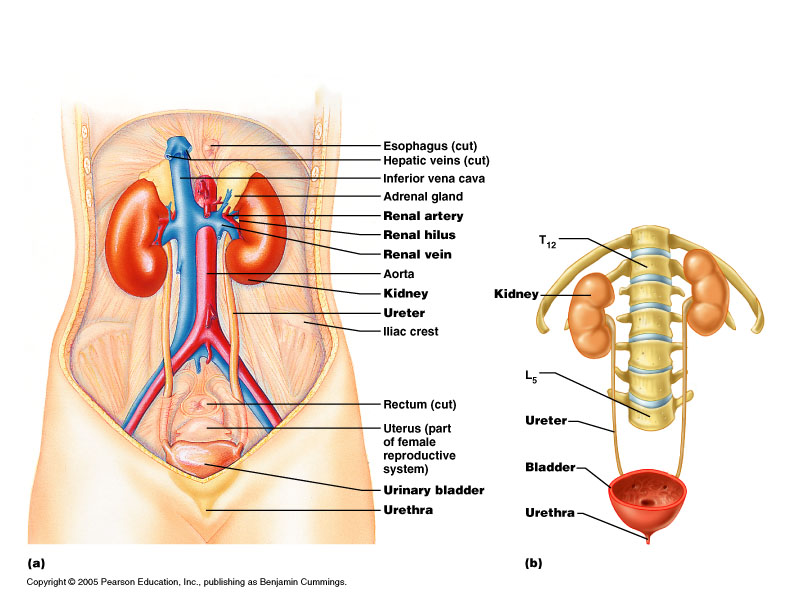 Esophagus (cut)
Hepatic veins (cut)
Inferior vena cava
Adrenal gland
Renal artery
Renal hilus
Renal vein
Aorta
Kidney
Ureter
Iliac crest
Rectum (cut)
Uterus (part
of female
reproductive
system)
Urinary bladder
Urethra
(a)
T12
Kidney
L5
Ureter
Bladder
Urethra
(b)
Copyright © 2005 Pearson Education, Inc., publishing as Benjamin Cummings.